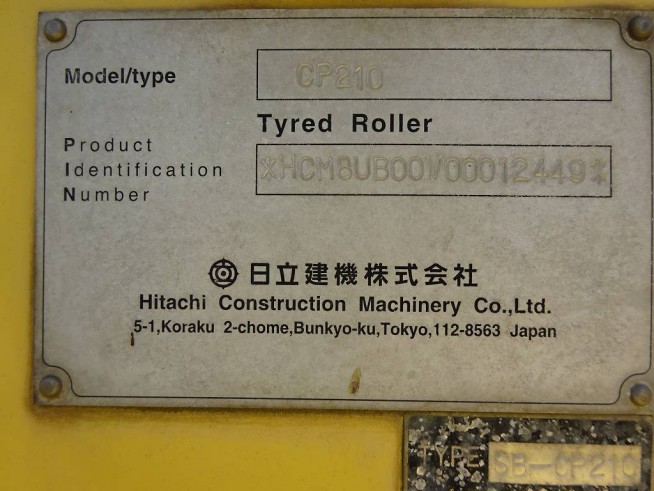 Model/type CP210
Tyred Roller
Product
Identification
Number
*HCM8UB00V00012449*
日立建機株式会社
Hitachi Construction Machinery Co.,Ltd.
5-1,Koraku 2-chome,Bunkyo-ku,Tokyo,112-8563 Japan
TYPE SB-CP210